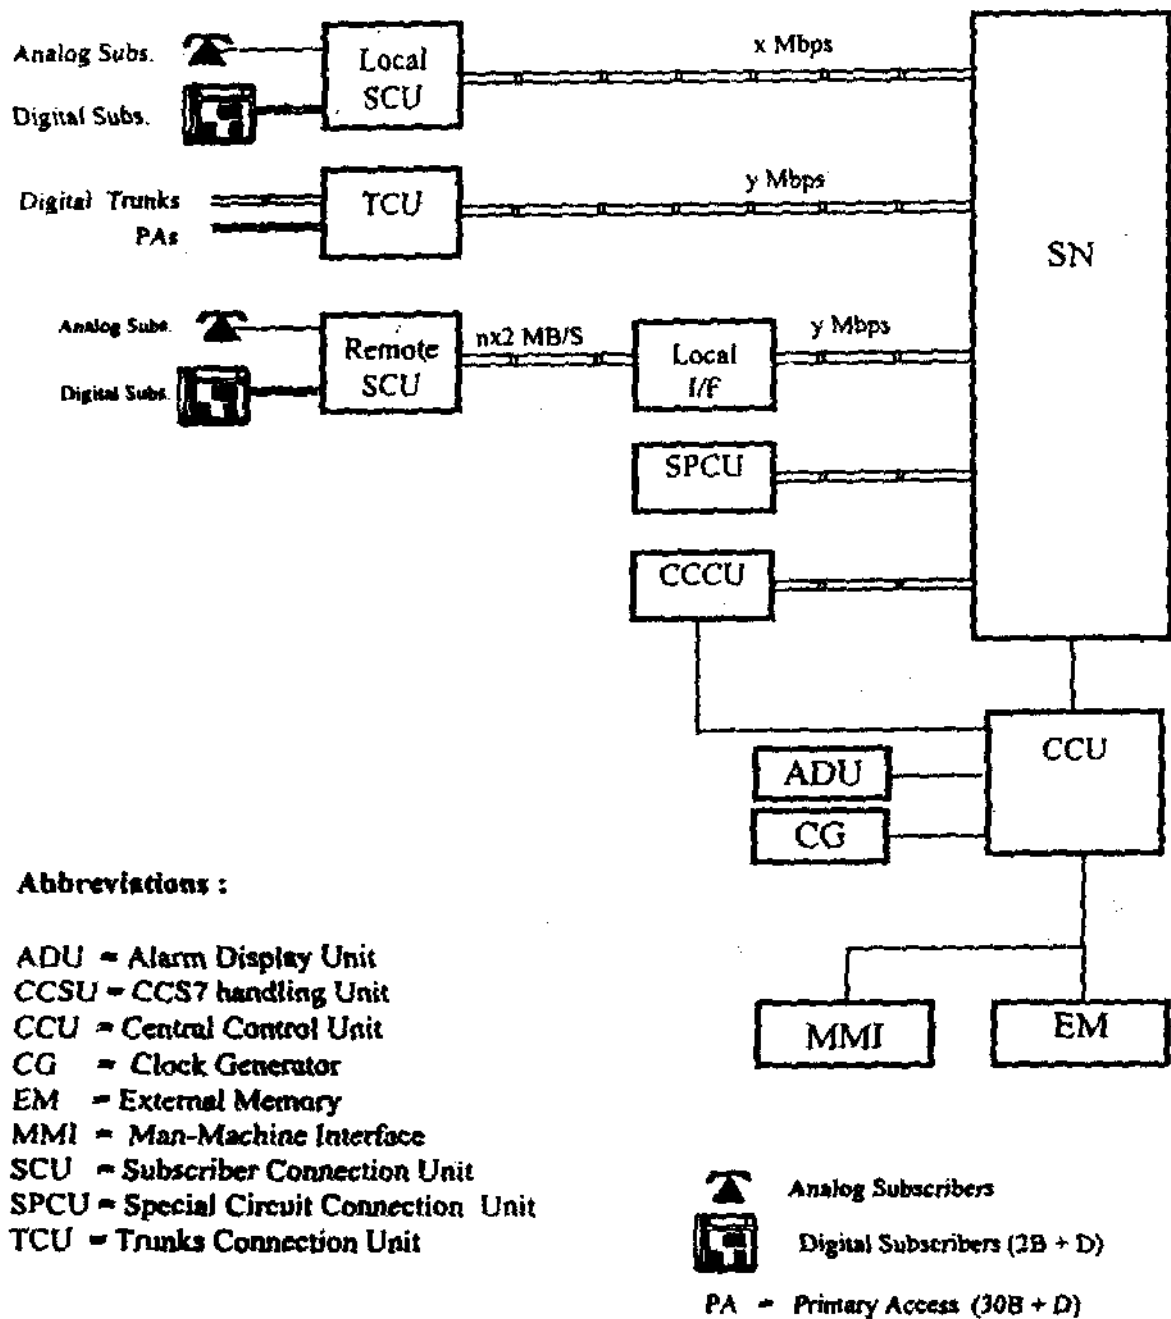 Analog Subs.
Digital Subs.
Local
SCU
x Mbps
Digital Trunks
PAs
TCU
y Mbps
SN
Analog Subs.
Digital Subs.
Remote
SCU
nx2 MB/S
Local
I/F
y Mbps
SPCU
CCCU
CCU
ADU
CG
MMI
EM
Abbreviations :
ADU = Alarm Display Unit
CCSU = CCS7 handling Unit
CCU = Central Control Unit
CG = Clock Generator
EM = External Memory
MMI = Man-Machine Interface
SCU = Subscriber Connection Unit
SPCU = Special Circuit Connection Unit
TCU = Trunks Connection Unit
Analog Subscribers
Digital Subscribers (2B + D)
PA = Primary Access (30B + D)